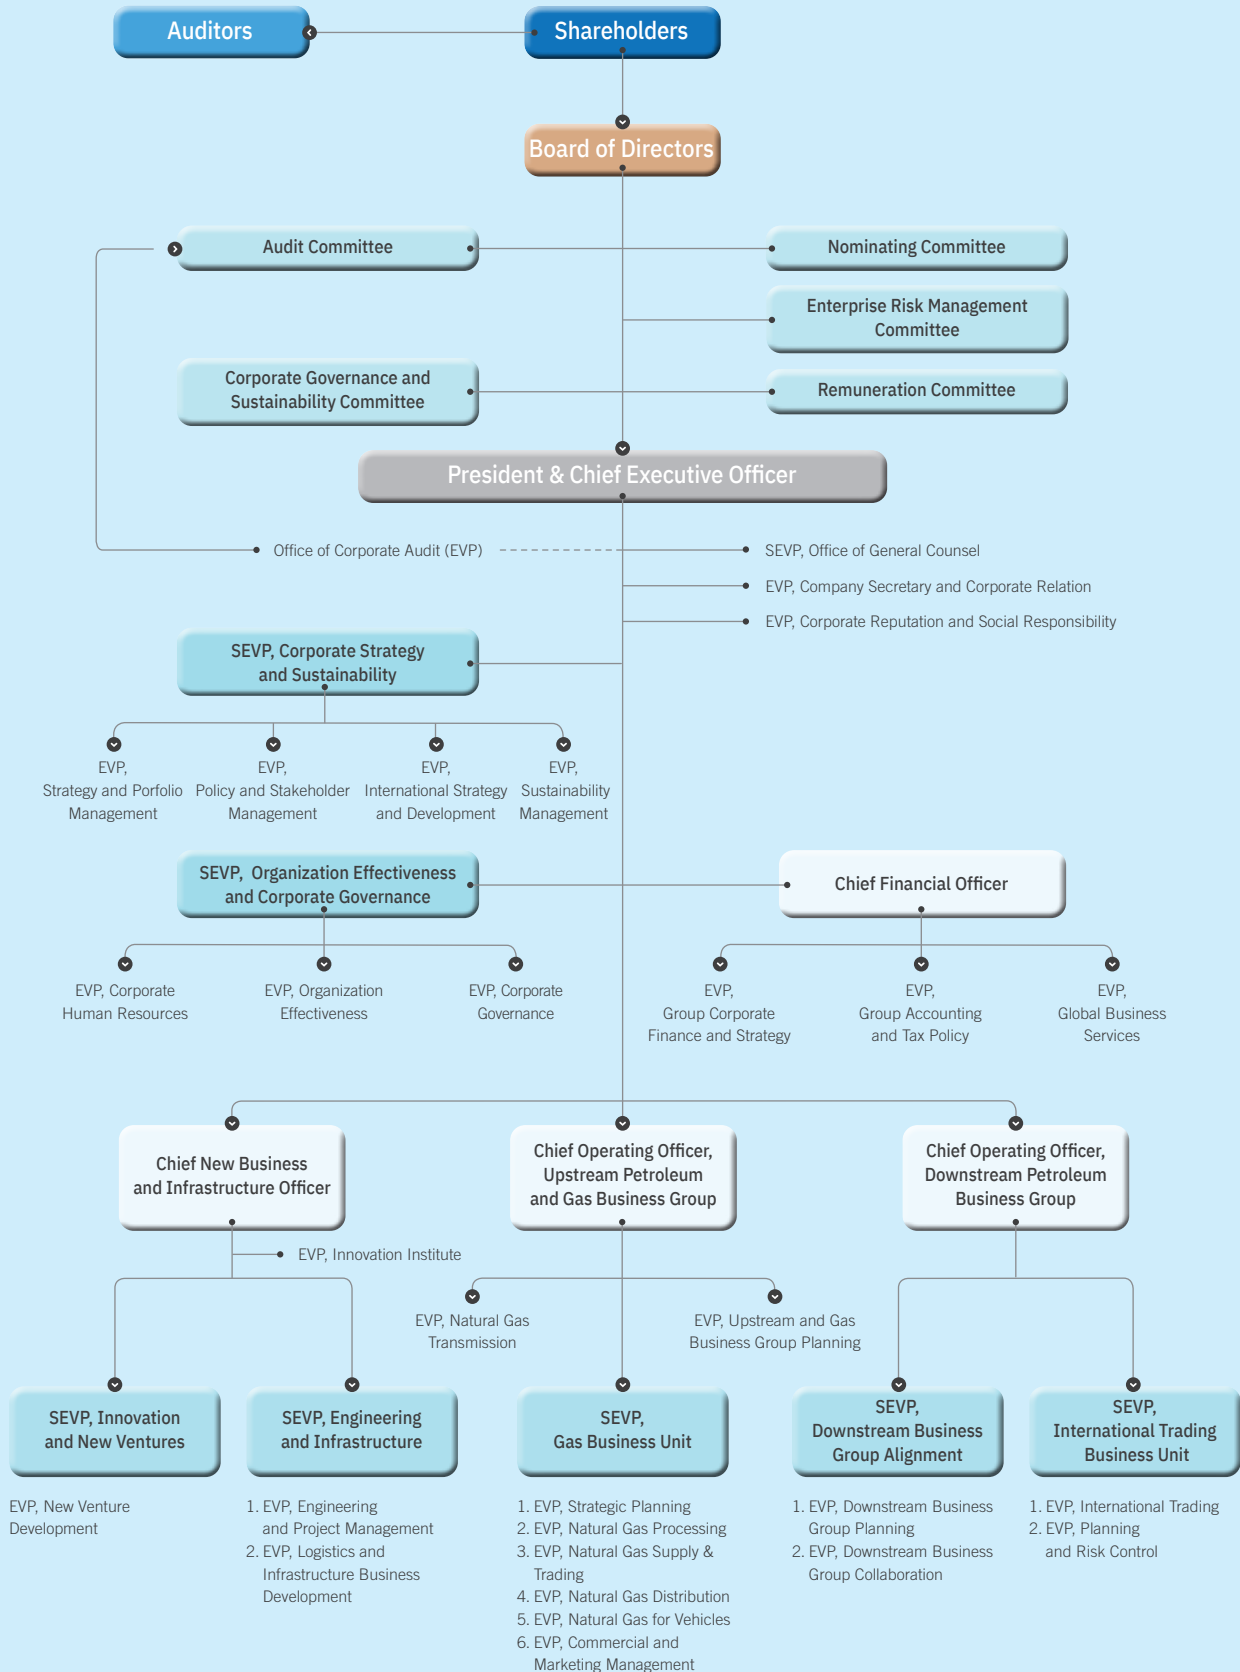 Auditors
Shareholders
Board of Directors
Audit Committee
Nominating Committee
Enterprise Risk Management
Committee
Corporate Governance and
Sustainability Committee
Remuneration Committee
President & Chief Executive Officer
Office of Corporate Audit (EVP)
SEVP, Office of General Counsel
EVP, Company Secretary and Corporate Relation
EVP, Corporate Reputation and Social Responsibility
SEVP, Corporate Strategy
and Sustainability
EVP,
Strategy and Porfolio
Management
EVP,
Policy and Stakeholder
Management
EVP,
International Strategy
and Development
EVP,
Sustainability
Management
SEVP, Organization Effectiveness
and Corporate Governance
Chief Financial Officer
EVP, Corporate
Human Resources
EVP, Organization
Effectiveness
EVP, Corporate
Governance
EVP,
Group Corporate
Finance and Strategy
EVP,
Group Accounting
and Tax Policy
EVP,
Global Business
Services
Chief New Business
and Infrastructure Officer
Chief Operating Officer,
Upstream Petroleum
and Gas Business Group
Chief Operating Officer,
Downstream Petroleum
Business Group
EVP, Innovation Institute
EVP, Natural Gas
Transmission
EVP, Upstream and Gas
Business Group Planning
SEVP, Innovation
and New Ventures
SEVP, Engineering
and Infrastructure
SEVP,
Gas Business Unit
SEVP,
Downstream Business
Group Alignment
SEVP,
International Trading
Business Unit
EVP, New Venture
Development
1. EVP, Engineering
and Project Management
2. EVP, Logistics and
Infrastructure Business
Development
1. EVP, Strategic Planning
2. EVP, Natural Gas Processing
3. EVP, Natural Gas Supply &
Trading
4. EVP, Natural Gas Distribution
5. EVP, Natural Gas for Vehicles
6. EVP, Commercial and
Marketing Management
1. EVP, Downstream Business
Group Planning
2. EVP, Downstream Business
Group Collaboration
1. EVP, International Trading
2. EVP, Planning
and Risk Control